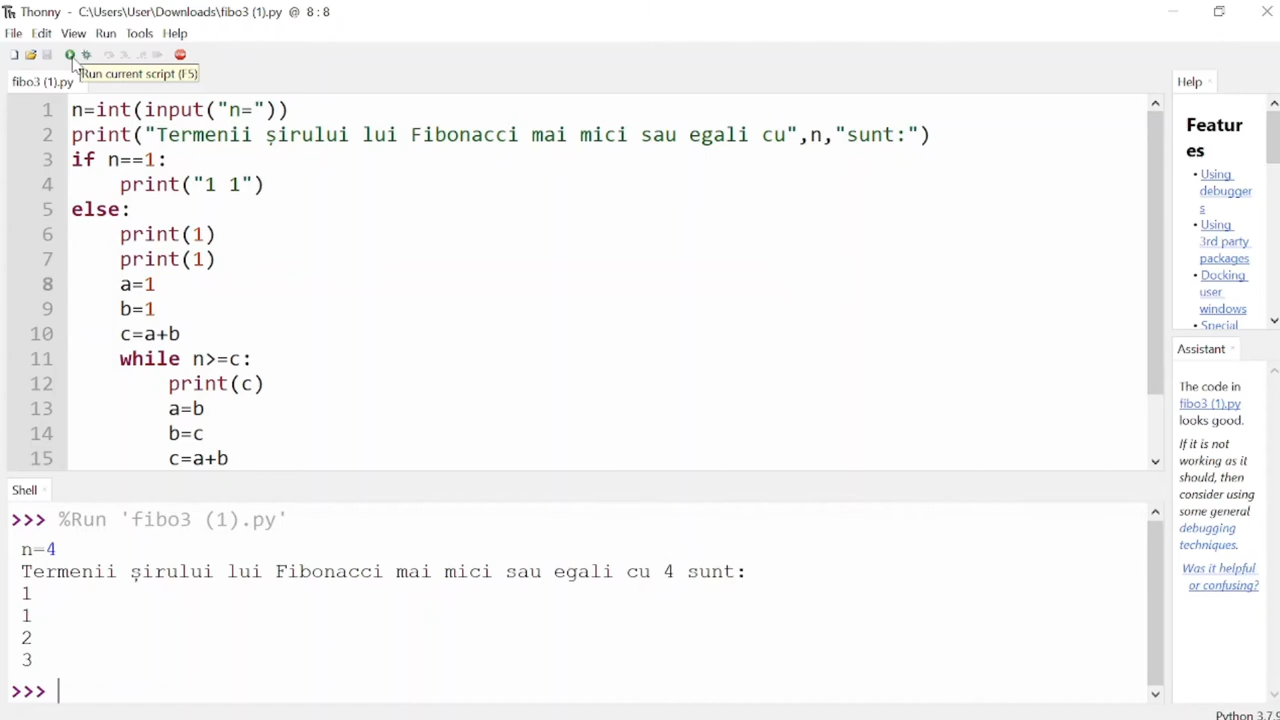 Thonny - C:\Users\User\Downloads\fibo3 (1).py @ 8:8
File Edit View Run Tools Help
Run current script (F5)
fibo3 (1).py
1 n=int(input("n="))
2 print("Termenii șirului lui Fibonacci mai mici sau egali cu",n,"sunt:")
3 if n==1:
4 print("1 1")
5 else:
6 print(1)
7 print(1)
8 a=1
9 b=1
10 c=a+b
11 while n>=c:
12 print(c)
13 a=b
14 b=c
15 c=a+b
Shell
>>> %Run 'fibo3 (1).py'
n=4
Termenii șirului lui Fibonacci mai mici sau egali cu 4 sunt:
1
1
2
3
>>>
Help
Featur
es
• Using
debugger
s
• Using
3rd party
packages
• Docking
user
windows
• Special
Assistant
The code in
fibo3 (1).py
looks good.
If it is not
working as it
should, then
consider using
some general
debugging
techniques.
Was it helpful
or confusing?
Python 3.7.9